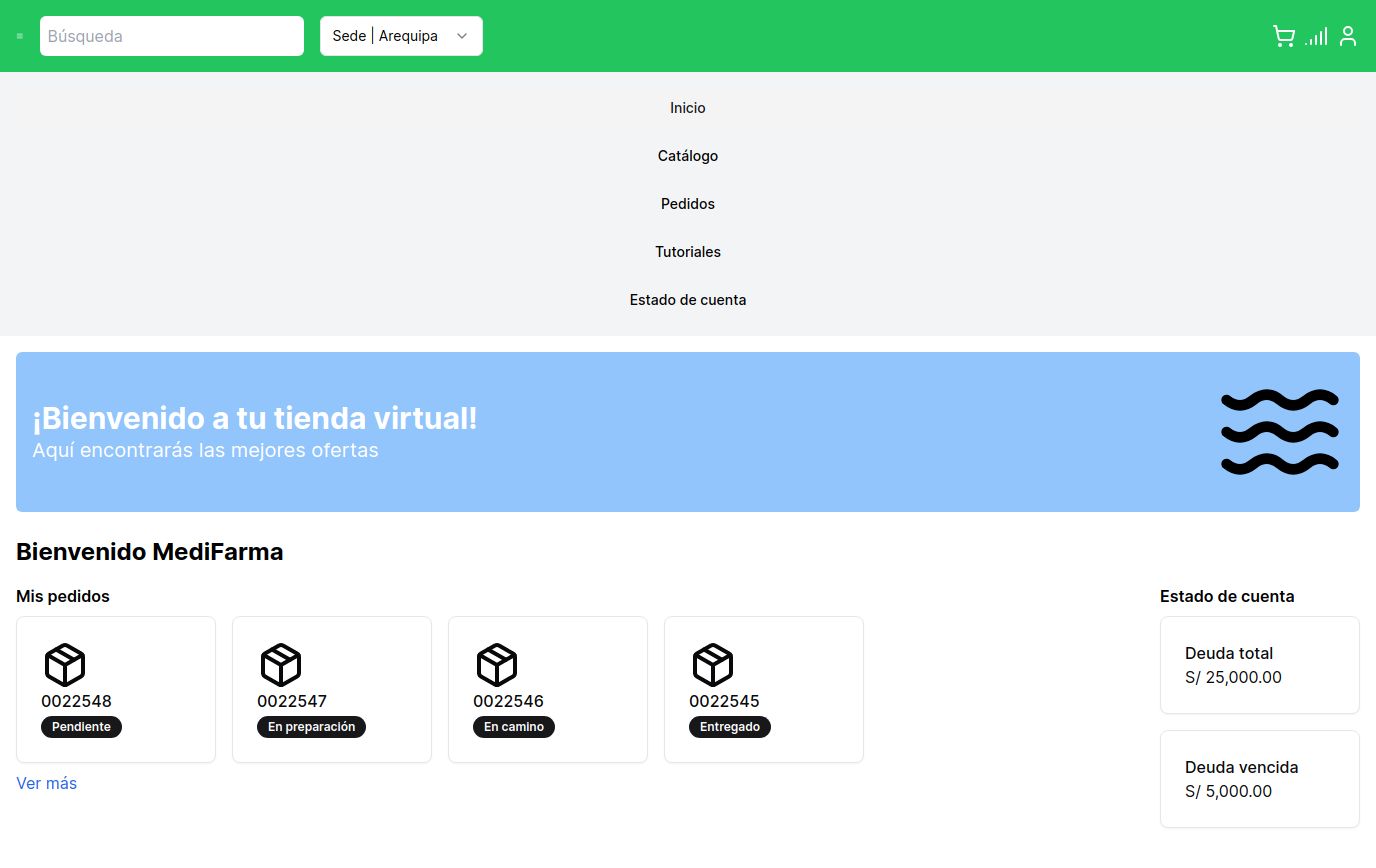 Búsqueda
Sede | Arequipa
Inicio
Catálogo
Pedidos
Tutoriales
Estado de cuenta
¡Bienvenido a tu tienda virtual!
Aquí encontrarás las mejores ofertas
Bienvenido MediFarma
Mis pedidos
0022548
Pendiente
0022547
En preparación
0022546
En camino
0022545
Entregado
Ver más
Estado de cuenta
Deuda total
S/ 25,000.00
Deuda vencida
S/ 5,000.00